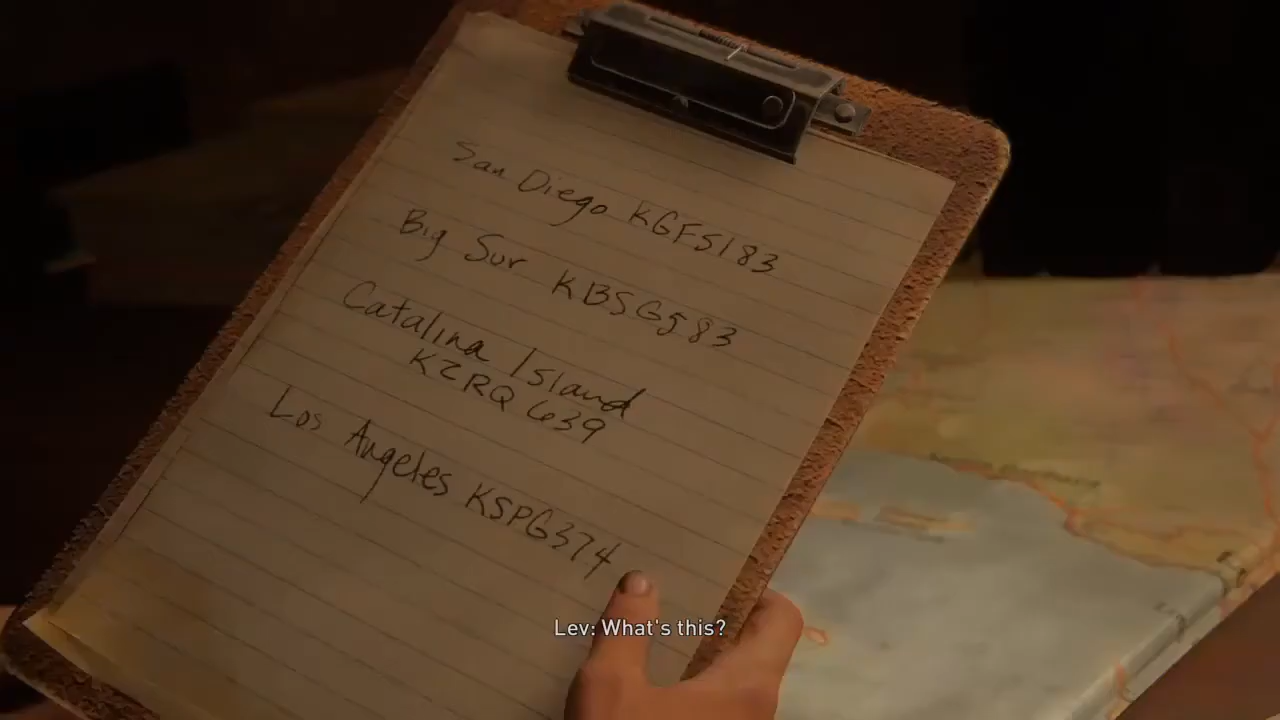 San Diego KGFS183
Big Sur KBSG583
Catalina Island
KZRQ 639
Los Angeles KSPG374
Lev: What's this?